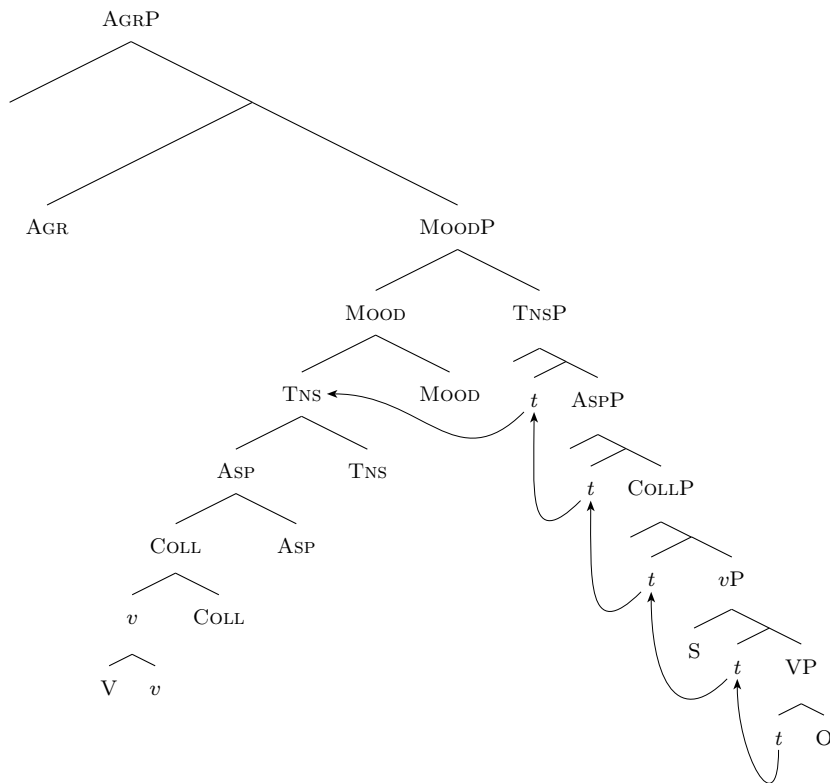 AGRP
AGR MOODP
MOOD TNSP
TNS MOOD t ASPP
ASP TNS t COLLP
COLL ASP t vP
v COLL S t VP
V v t O